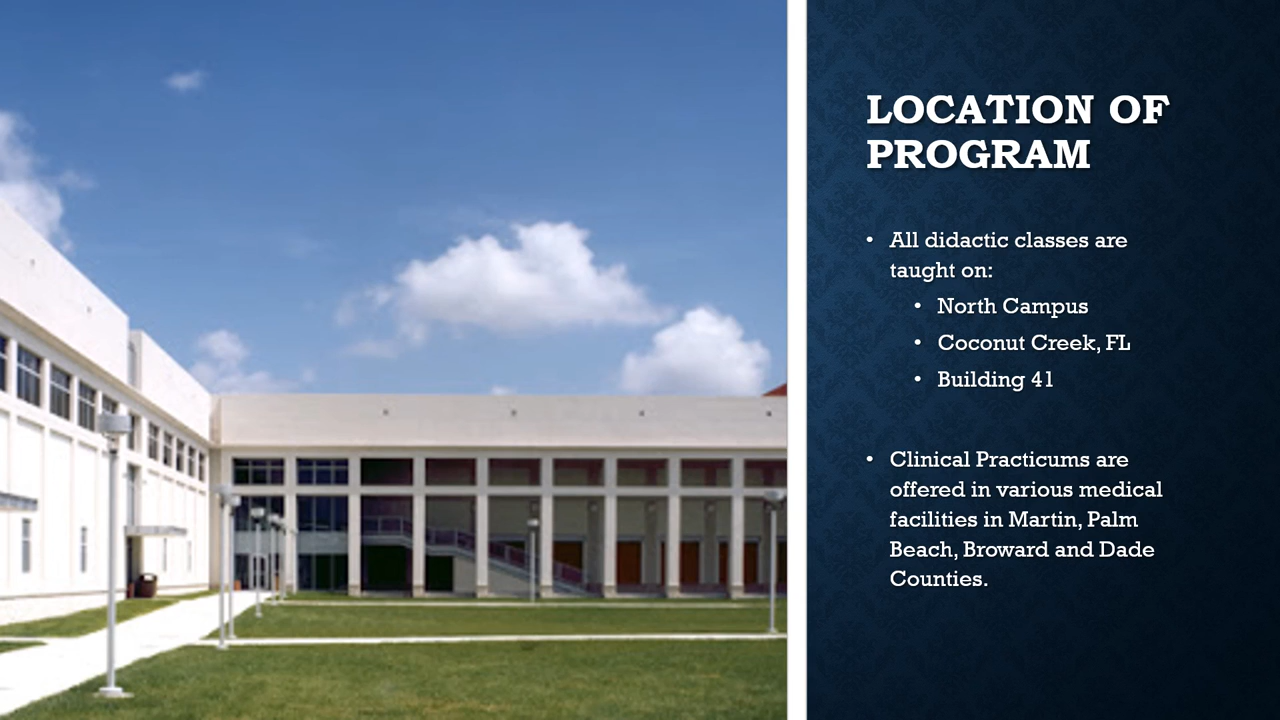 LOCATION OF
PROGRAM
• All didactic classes are
taught on:
• North Campus
• Coconut Creek, FL
• Building 41
• Clinical Practicums are
offered in various medical
facilities in Martin, Palm
Beach, Broward and Dade
Counties.